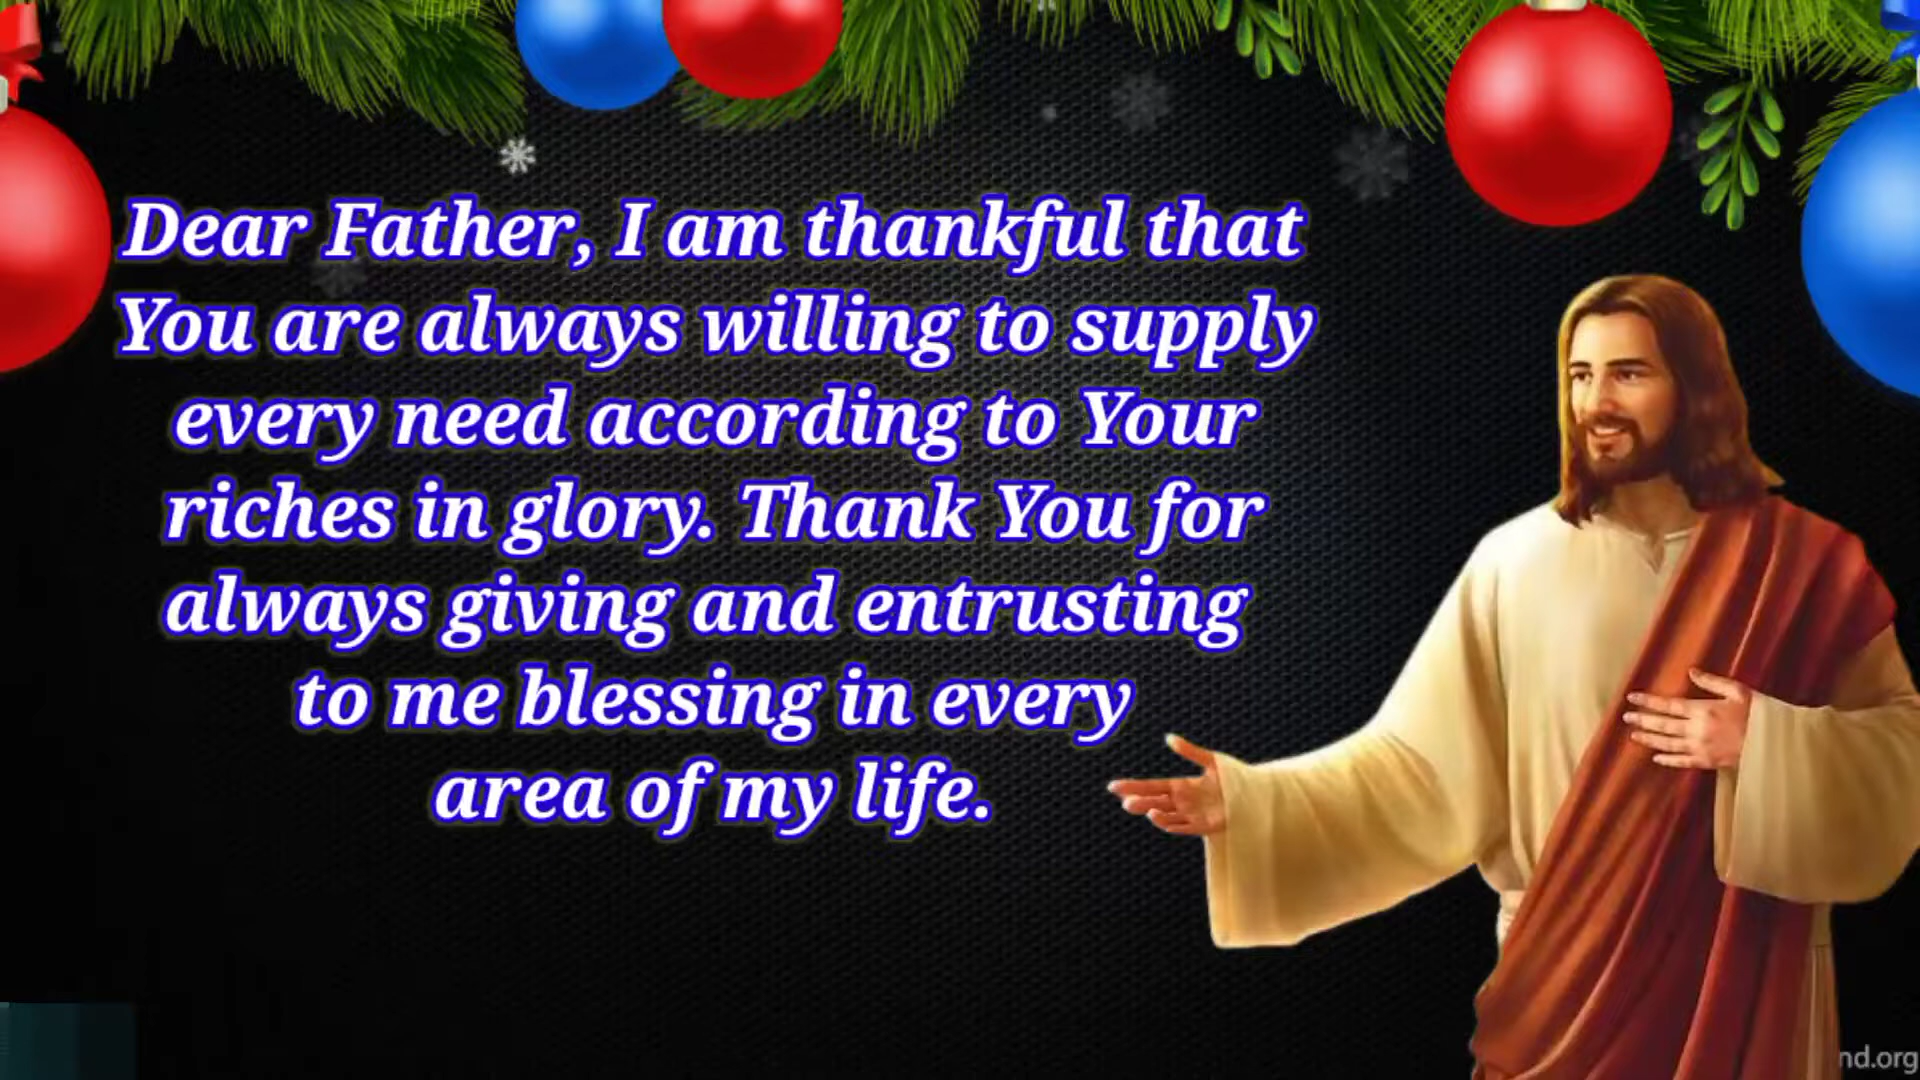 Dear Father, I am thankful that
You are always willing to supply
every need according to Your
riches in glory. Thank You for
always giving and entrusting
to me blessing in every
area of my life.
nd.org